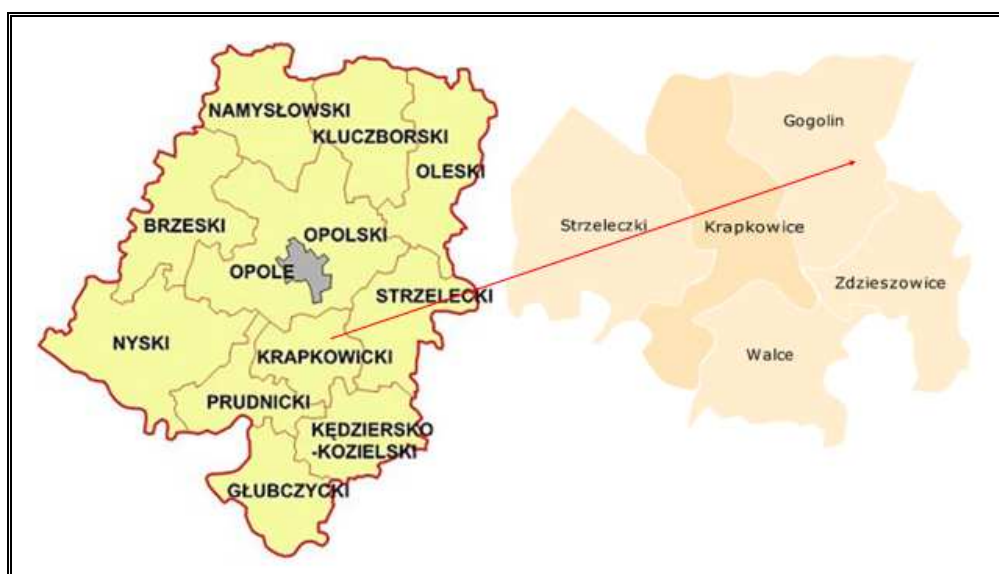 NAMYSŁOWSKI
KLUCZBORSKI
OLESKI
BRZESKI
OPOLSKI
OPOLE
STRZELECKI
NYSKI
KRAPKOWICKI
PRUDNICKI
KĘDZIERSKO
-KOZIELSKI
GŁUBCZYCKI
Gogolin
Strzeleczki
Krapkowice
Zdzieszowice
Walce